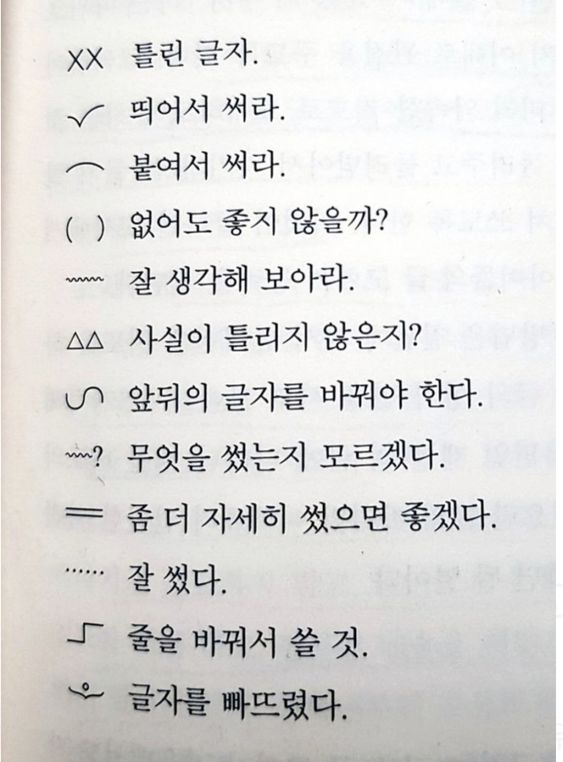 ×× 틀린 글자.
∨ 띄어서 써라.
⌒ 붙여서 써라.
( ) 없어도 좋지 않을까?
﹏ 잘 생각해 보아라.
△△ 사실이 틀리지 않은지?
∪∩ 앞뒤의 글자를 바꿔야 한다.
﹏? 무엇을 썼는지 모르겠다.
═ 좀 더 자세히 썼으면 좋겠다.
…… 잘 썼다.
줄을 바꿔서 쓸 것.
글자를 빠뜨렸다.